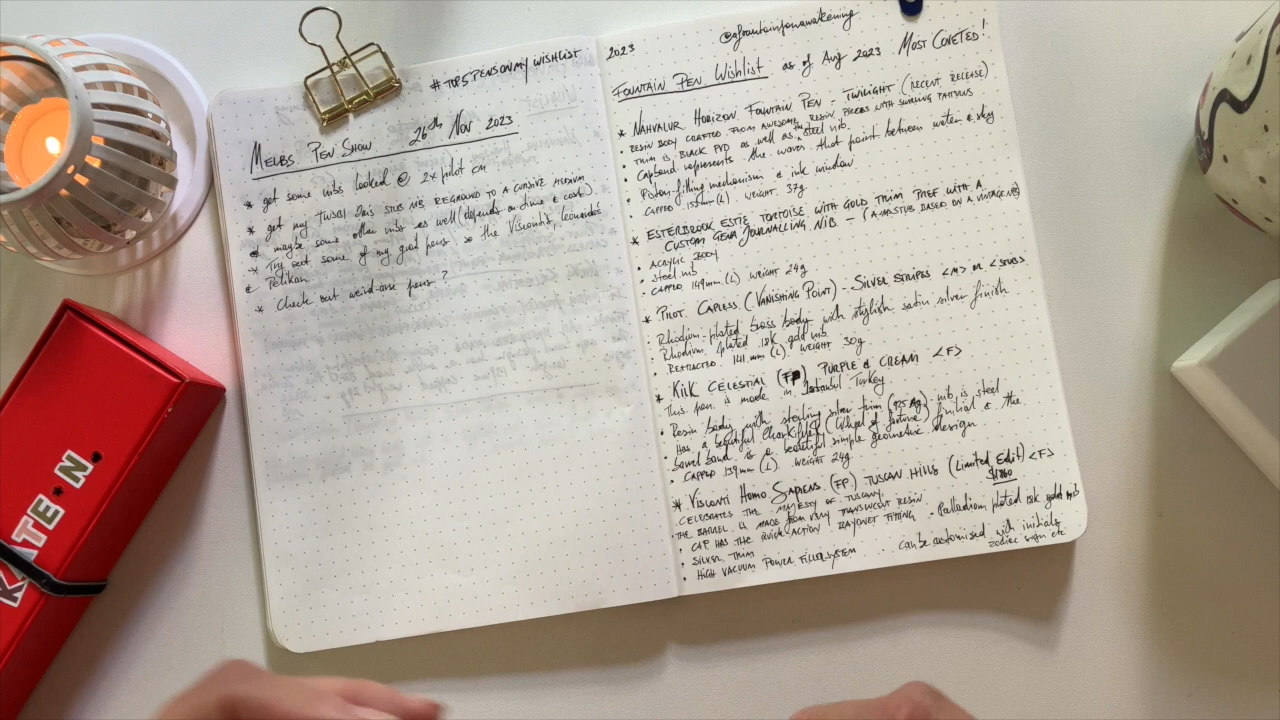 #TOP5PENSONMYWISHLIST
MELBS PEN SHOW 26th Nov 2023
* get some nibs looked @ 2x pilot cm
* get my TWSBI STUB NIB REGROUND TO A CURSIVE MEDIUM
maybe some other nibs as well (depends on time & cost)
* Try out some of my goal pens so the Visconti's, leonardo's
& Pelikan
* Check out weird-ass pens?
2023
@afountainpenawakening
FOUNTAIN PEN WISHLIST as of Aug 2023 MOST COVETED!
* NAHVALUR HORIZON FOUNTAIN PEN - TWILIGHT (RECENT RELEASE)
• RESIN BODY CRAFTED FROM AWESOME RESIN PIECES WITH SWIRLING PATTERNS
• TRIM IS BLACK PVD as well as the steel nib
• Capband represents the waves that point between water & sky
• Piston filling mechanism & ink window
• CAPPED 152mm (L) WEIGHT 37g
* ESTERBROOK ESTIE TORTOISE WITH GOLD TRIM PREF WITH A
CUSTOM GENA JOURNALLING NIB - (A MASTUB BASED ON A VINTAGE NIB)
• ACRYLIC BODY
• steel nib
• CAPPED 149mm (L) WEIGHT 24g
* PILOT CAPLESS (VANISHING POINT) - SILVER STRIPES <M> or <STUB>
• Rhodium-plated brass body with stylish satin silver finish
• Rhodium plated 18K gold nib
• RETRACTED 141mm (L) WEIGHT 30g
* KILK CELESTIAL (FP) PURPLE & CREAM <F>
• This pen is made in Istanbul Turkey
• Resin body with sterling silver trim (925 Ag) nib is steel
• Has a beautiful Charkifelek (Wheel of fortune) finial & the
barrel band is a beautiful simple geometric design
• CAPPED 139mm (L) WEIGHT 24g
* VISCONTI HOMO SAPIENS (FP) TUSCAN HILLS (Limited Edit) <F>
$1860
CELEBRATES THE MAJESTY OF TUSCANY
THE BARREL IS MADE FROM VERY TRANSLUCENT RESIN
• CAP HAS THE QUICK-ACTION BAYONET FITTING - Palladium plated 18k gold nib
• SILVER TRIM
• HIGH VACUUM POWER FILLER SYSTEM
can be customised with initials,
zodiac sign etc
KATE·N.